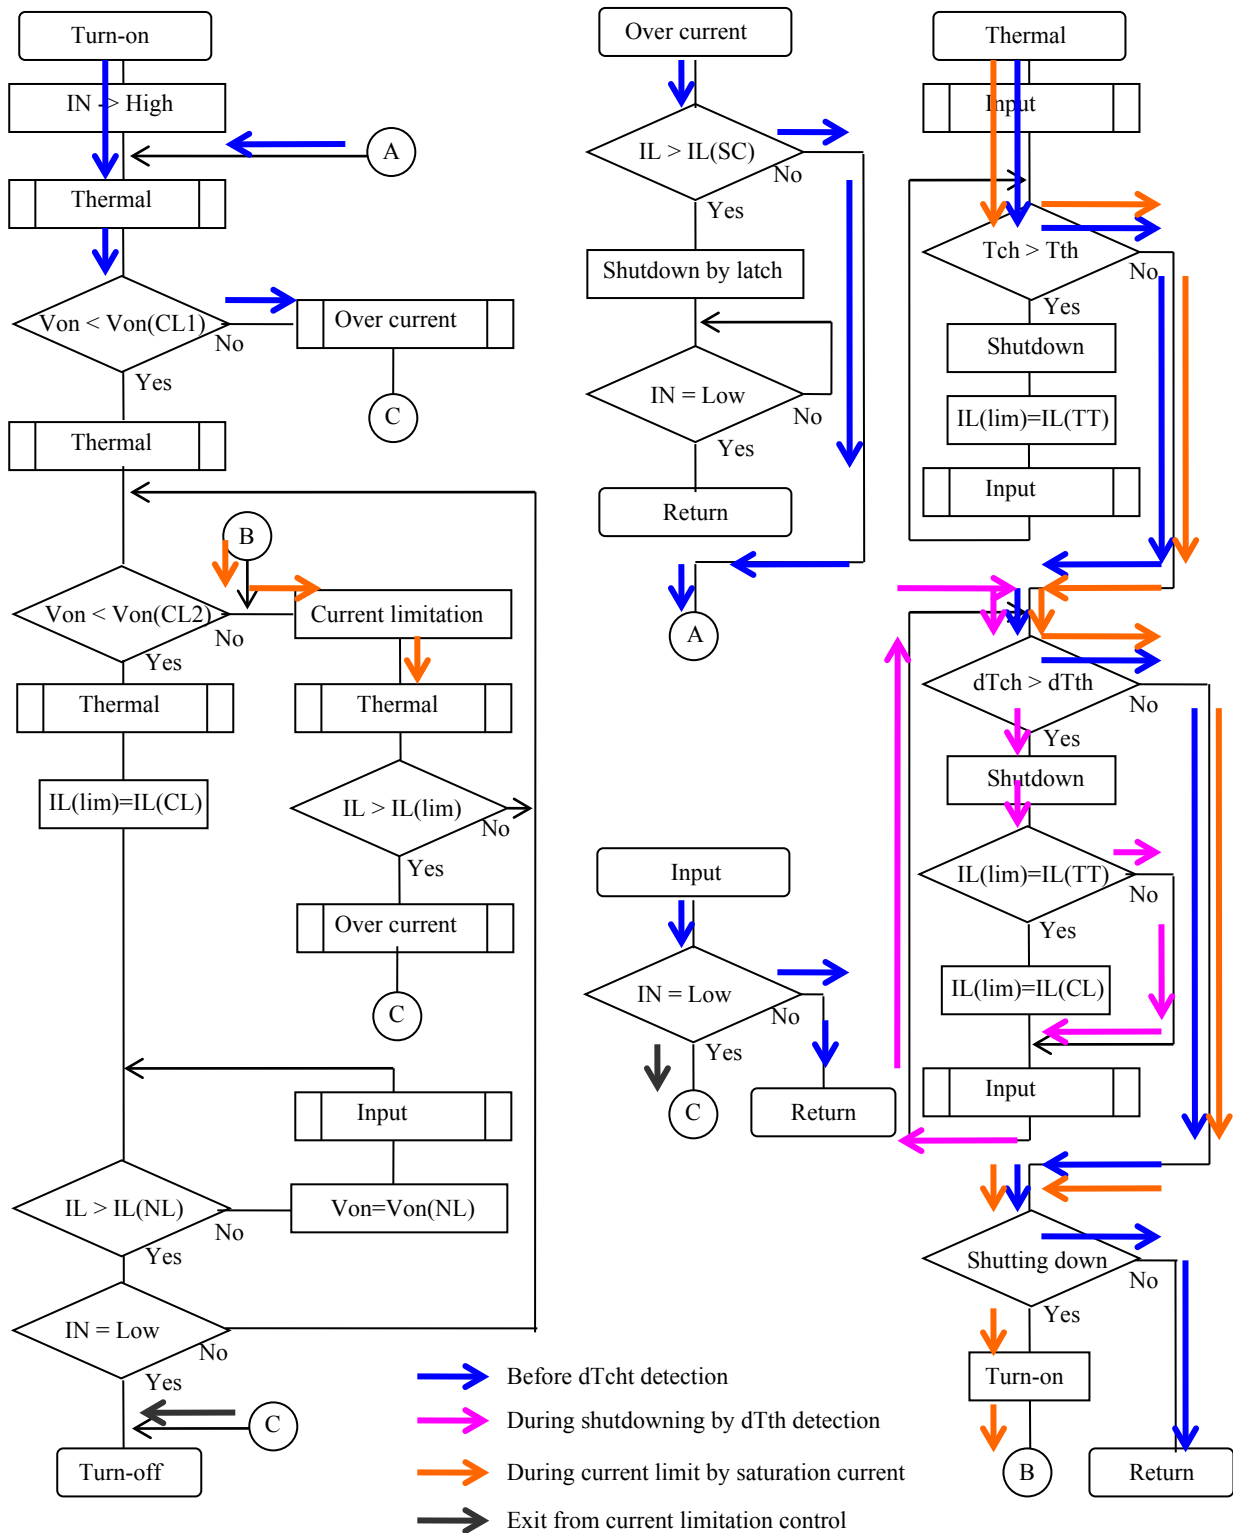 Turn-on
IN -> High
A
Thermal
Von < Von(CL1)
No
Yes
Over current
C
Thermal
B
Von < Von(CL2)
No
Yes
Current limitation
Thermal
Thermal
IL(lim)=IL(CL)
IL > IL(lim)
No
Yes
Over current
C
Input
IL > IL(NL)
No
Yes
Von=Von(NL)
IN = Low
No
Yes
C
Turn-off
Over current
IL > IL(SC)
No
Yes
Shutdown by latch
IN = Low
No
Yes
Return
A
Input
IN = Low
No
Yes
C
Return
Thermal
Input
Tch > Tth
No
Yes
Shutdown
IL(lim)=IL(TT)
Input
dTch > dTth
No
Yes
Shutdown
IL(lim)=IL(TT)
No
Yes
IL(lim)=IL(CL)
Input
Shutting down
No
Yes
Turn-on
B
Return
Before dTcht detection
During shutdowning by dTth detection
During current limit by saturation current
Exit from current limitation control